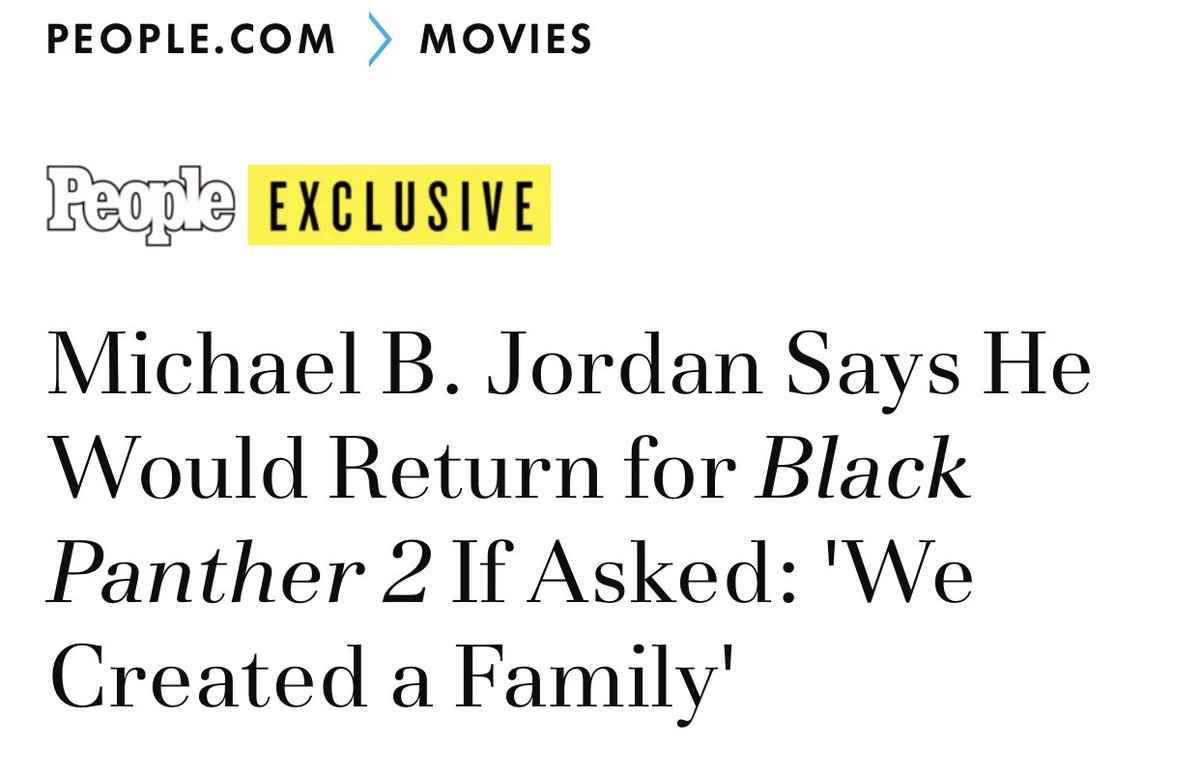 PEOPLE.COM > MOVIES
People EXCLUSIVE
Michael B. Jordan Says He
Would Return for Black
Panther 2 If Asked: 'We
Created a Family'